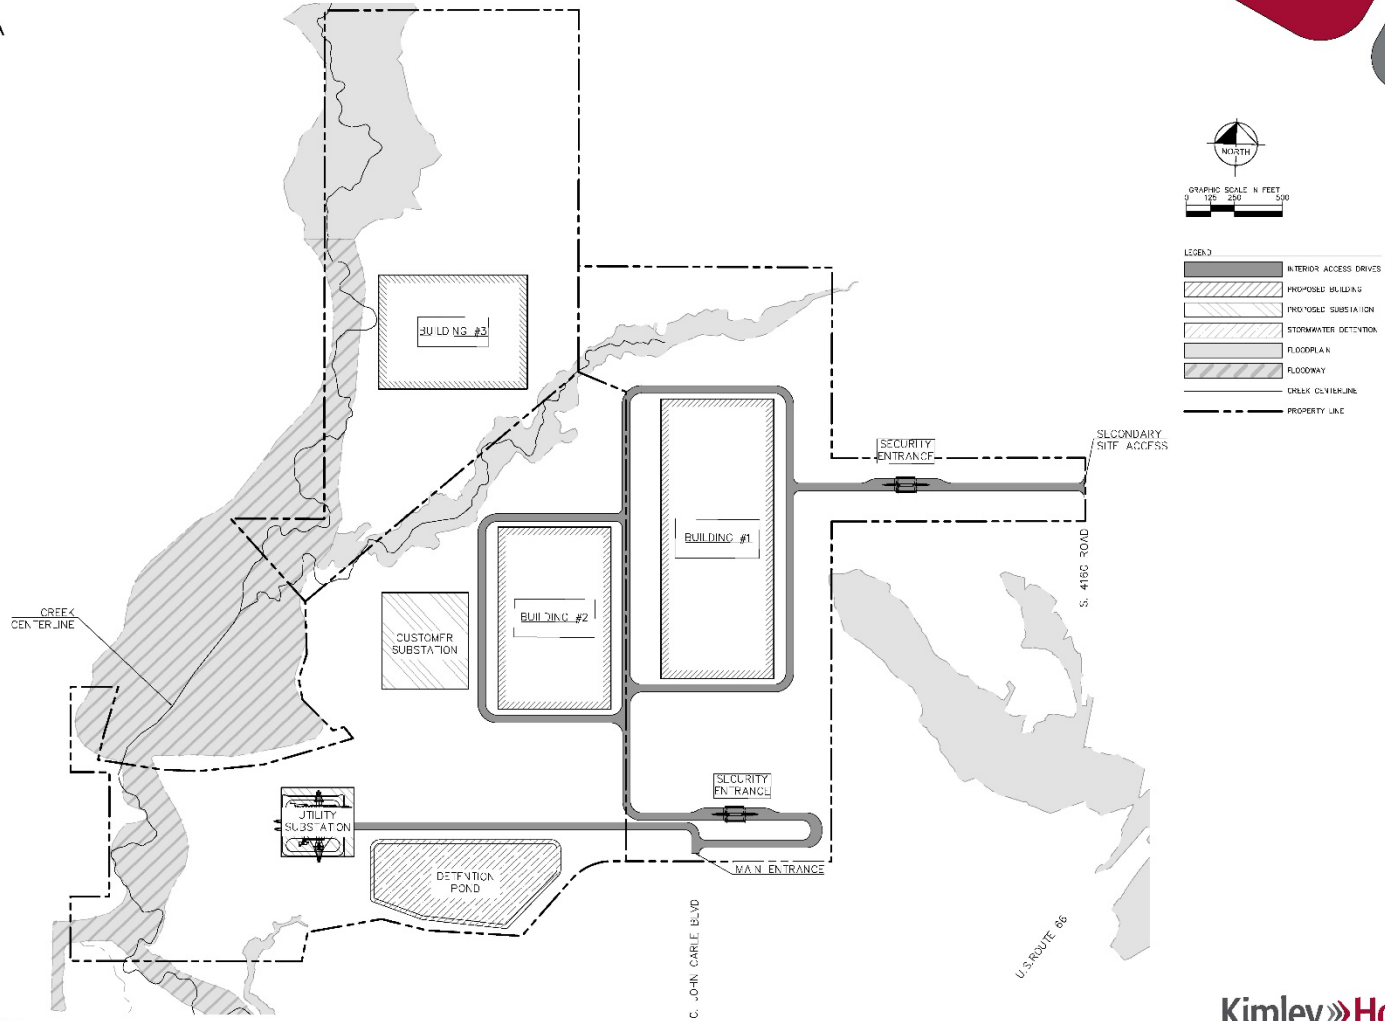 A
NORTH
GRAPHIC SCALE IN FEET
0 125 250 500
LEGEND
INTERIOR ACCESS DRIVES
PROPOSED BUILDING
PROPOSED SUBSTATION
STORMWATER DETENTION
FLOODPLAIN
FLOODWAY
CREEK CENTERLINE
PROPERTY LINE
BUILDING #3
SECURITY
ENTRANCE
SECONDARY
SITE ACCESS
BUILDING #1
S. 4160 ROAD
BUILDING #2
CREEK
CENTERLINE
CUSTOMER
SUBSTATION
SECURITY
ENTRANCE
UTILITY
SUBSTATION
MAIN ENTRANCE
DETENTION
POND
C. JOHN CARLE BLVD
U.S. ROUTE 66
Kimley»Ho